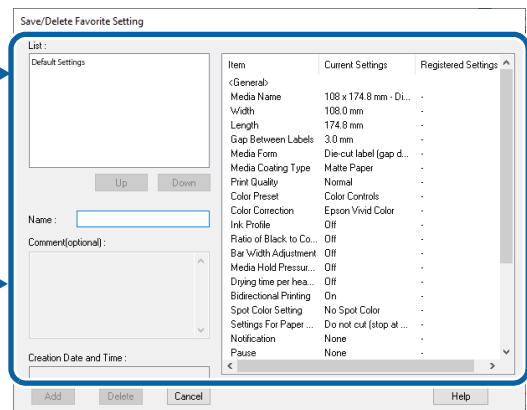 Save/Delete Favorite Setting
List :
Default Settings
Up Down
Name :
Comment(optional) :
Creation Date and Time :
Item Current Settings Registered Settings
<General>
Media Name 108 x 174.8 mm - Di... -
Width 108.0 mm -
Length 174.8 mm -
Gap Between Labels 3.0 mm -
Media Form Die-cut label (gap d... -
Media Coating Type Matte Paper -
Print Quality Normal -
Color Preset Color Controls -
Color Correction Epson Vivid Color -
Ink Profile Off -
Ratio of Black to Co... Off -
Bar Width Adjustment Off -
Media Hold Pressur... Off -
Drying time per hea... Off -
Bidirectional Printing On -
Spot Color Setting No Spot Color -
Settings For Paper ... Do not cut (stop at ... -
Notification None -
Pause None -
Add Delete Cancel Help